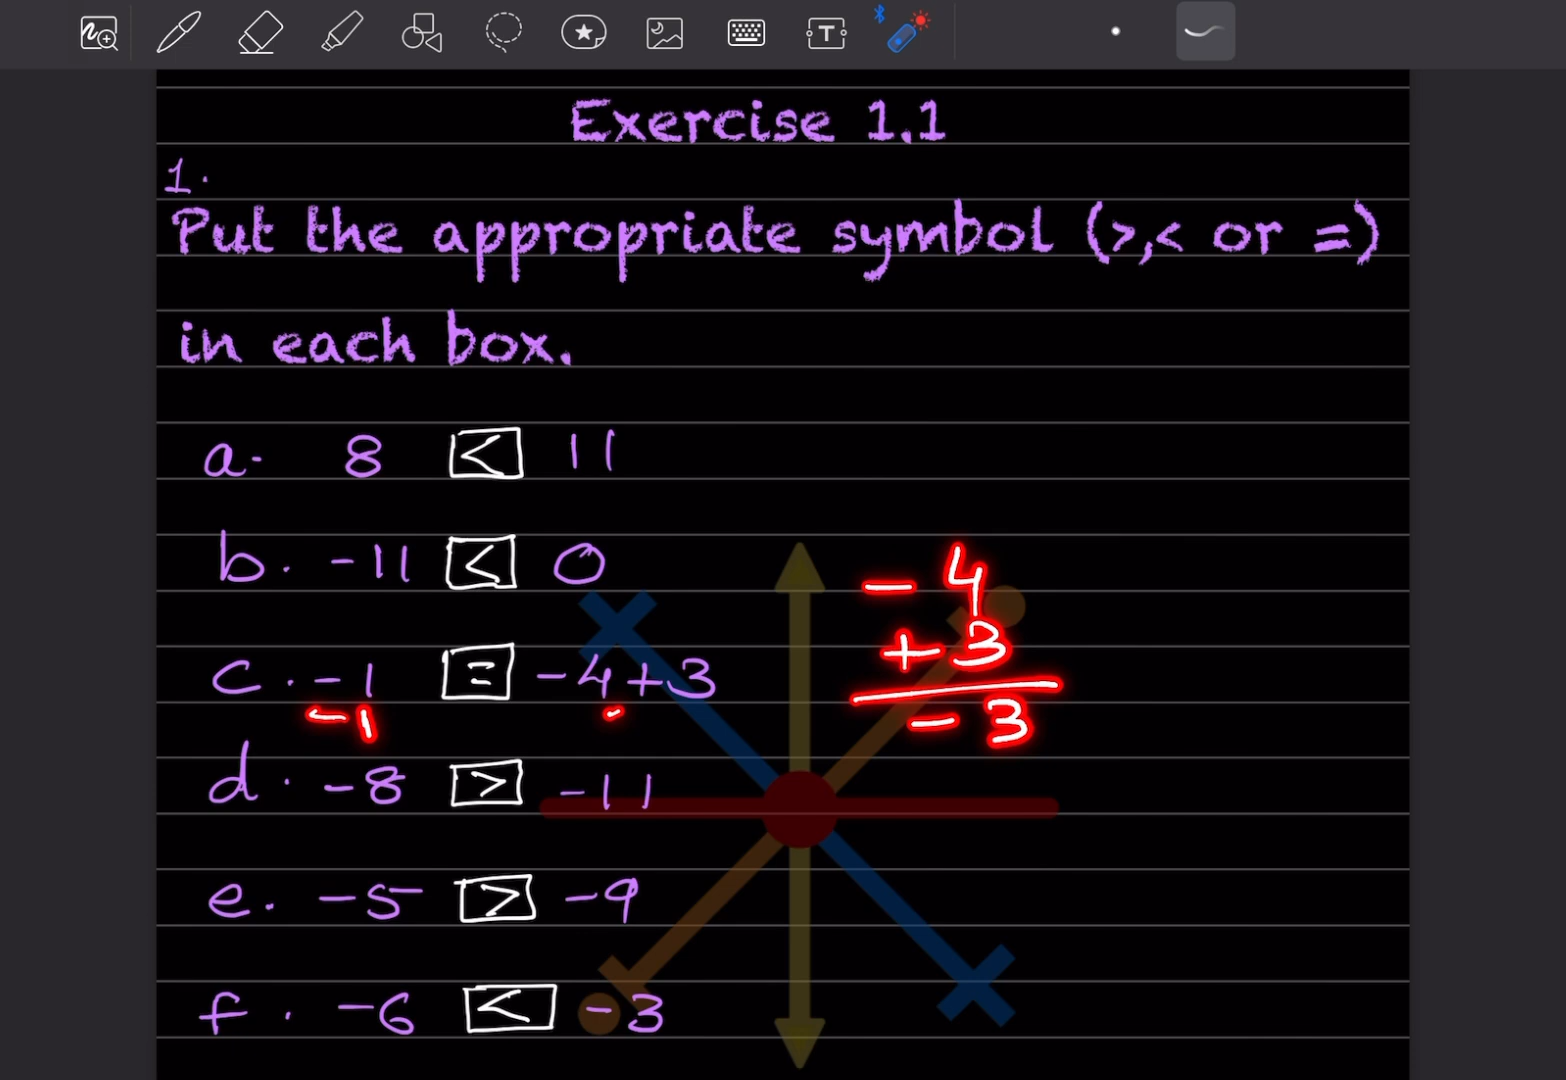 Exercise 1.1
1.
Put the appropriate symbol (>,< or =)
in each box.
a. 8 < 11
b. -11 < 0
c. -1 = -4+3
-1
- 4
+ 3
- 3
d. -8 > -11
e. -5 > -9
f. -6 < -3